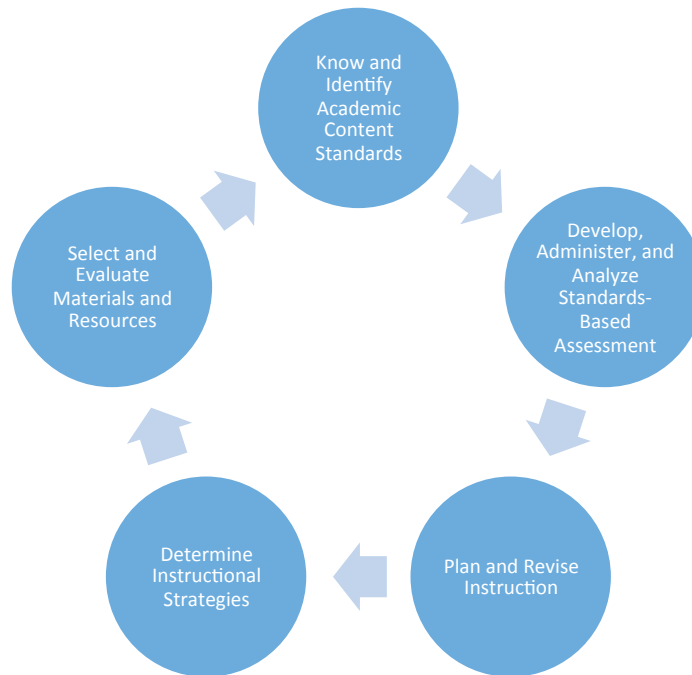 Know and
Identify
Academic
Content
Standards
Develop,
Administer, and
Analyze
Standards-
Based
Assessment
Plan and Revise
Instruction
Determine
Instructional
Strategies
Select and
Evaluate
Materials and
Resources